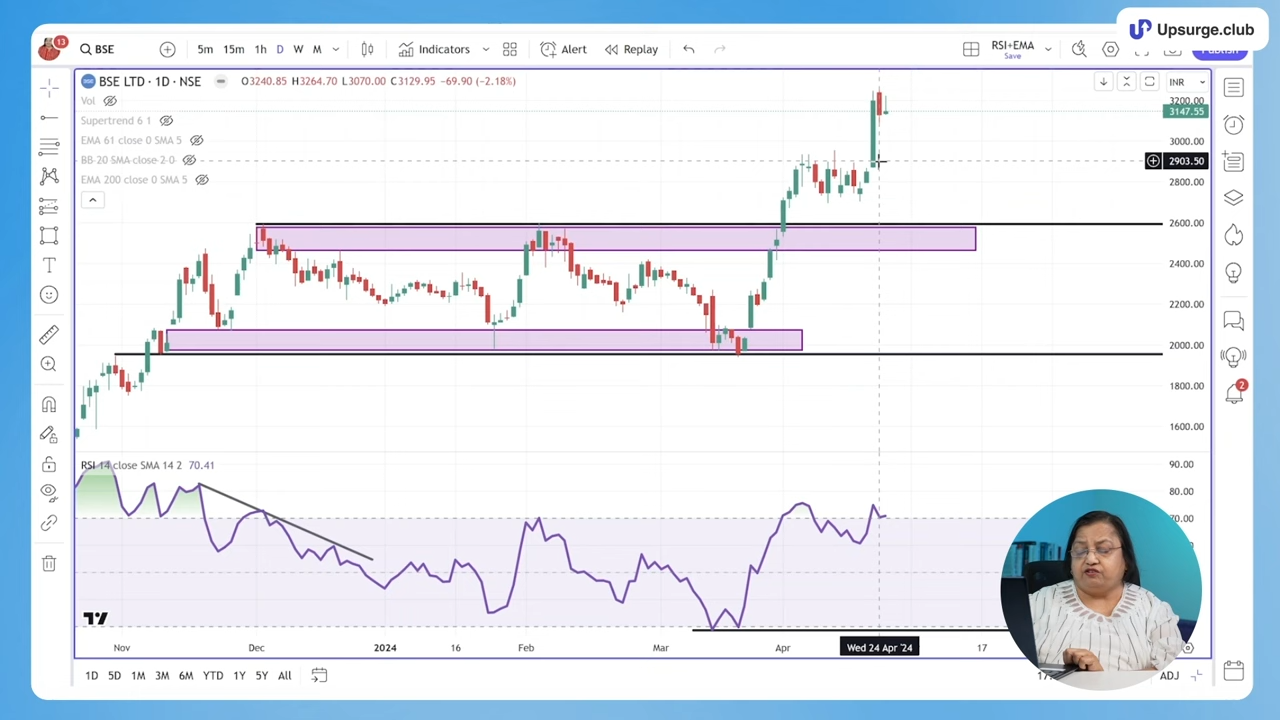 Upsurge.club
13
BSE
5m 15m 1h D W M
Indicators
Alert
Replay
RSI+EMA
Save
BSE LTD · 1D · NSE
O3240.85 H3264.70 L3070.00 C3129.95 -69.90 (-2.18%)
INR
Vol
Supertrend 6 1
EMA 61 close 0 SMA 5
BB 20 SMA close 2 0
EMA 200 close 0 SMA 5
3200.00
3147.55
3000.00
2903.50
2800.00
2600.00
2400.00
2200.00
2000.00
1800.00
1600.00
2
RSI 14 close SMA 14 2 70.41
90.00
80.00
70.00
Nov Dec 2024 16 Feb Mar Apr Wed 24 Apr '24 17
1D 5D 1M 3M 6M YTD 1Y 5Y All
ADJ